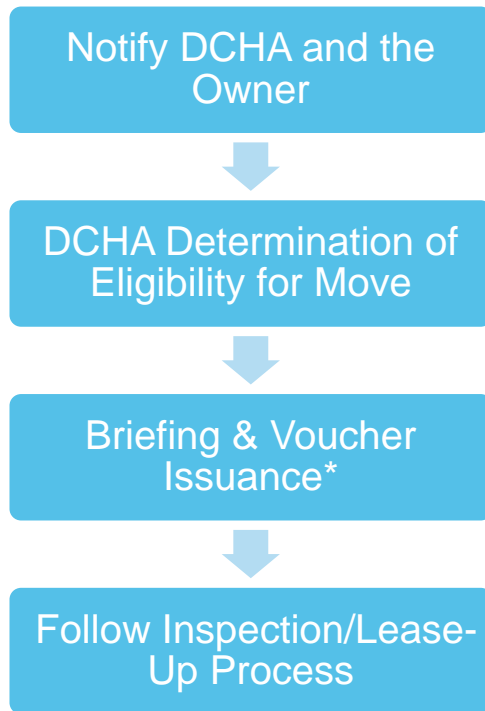 Notify DCHA and the
Owner
DCHA Determination of
Eligibility for Move
Briefing & Voucher
Issuance*
Follow Inspection/Lease-
Up Process